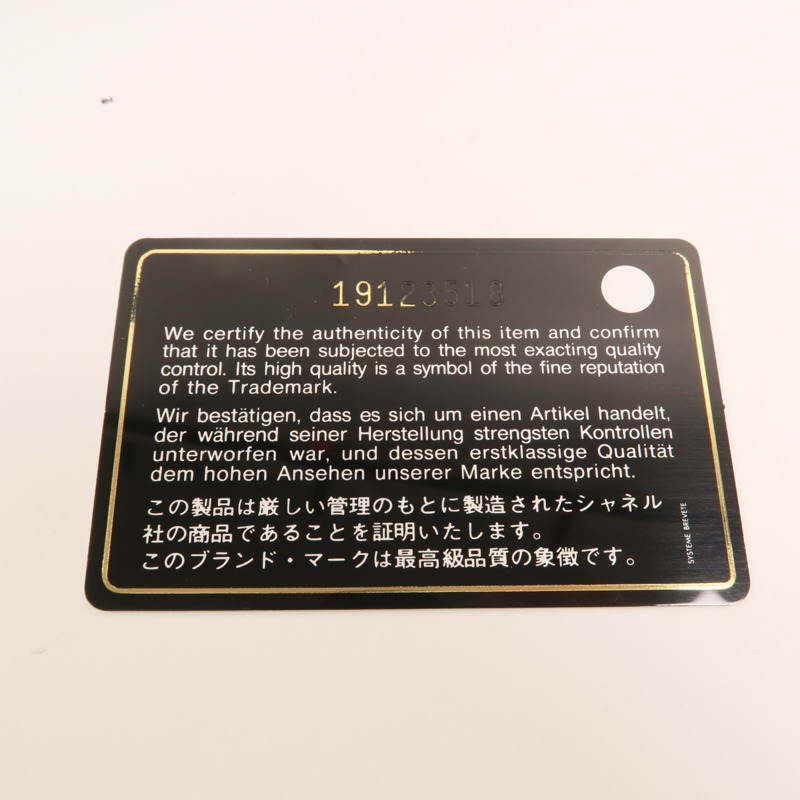 19123518
We certify the authenticity of this item and confirm
that it has been subjected to the most exacting quality
control. Its high quality is a symbol of the fine reputation
of the Trademark.
Wir bestätigen, dass es sich um einen Artikel handelt,
der während seiner Herstellung strengsten Kontrollen
unterworfen war, und dessen erstklassige Qualität
dem hohen Ansehen unserer Marke entspricht.
この製品は厳しい管理のもとに製造されたシャネル
社の商品であることを証明いたします。
このブランド・マークは最高級品質の象徴です。
SYSTEME BREVETE